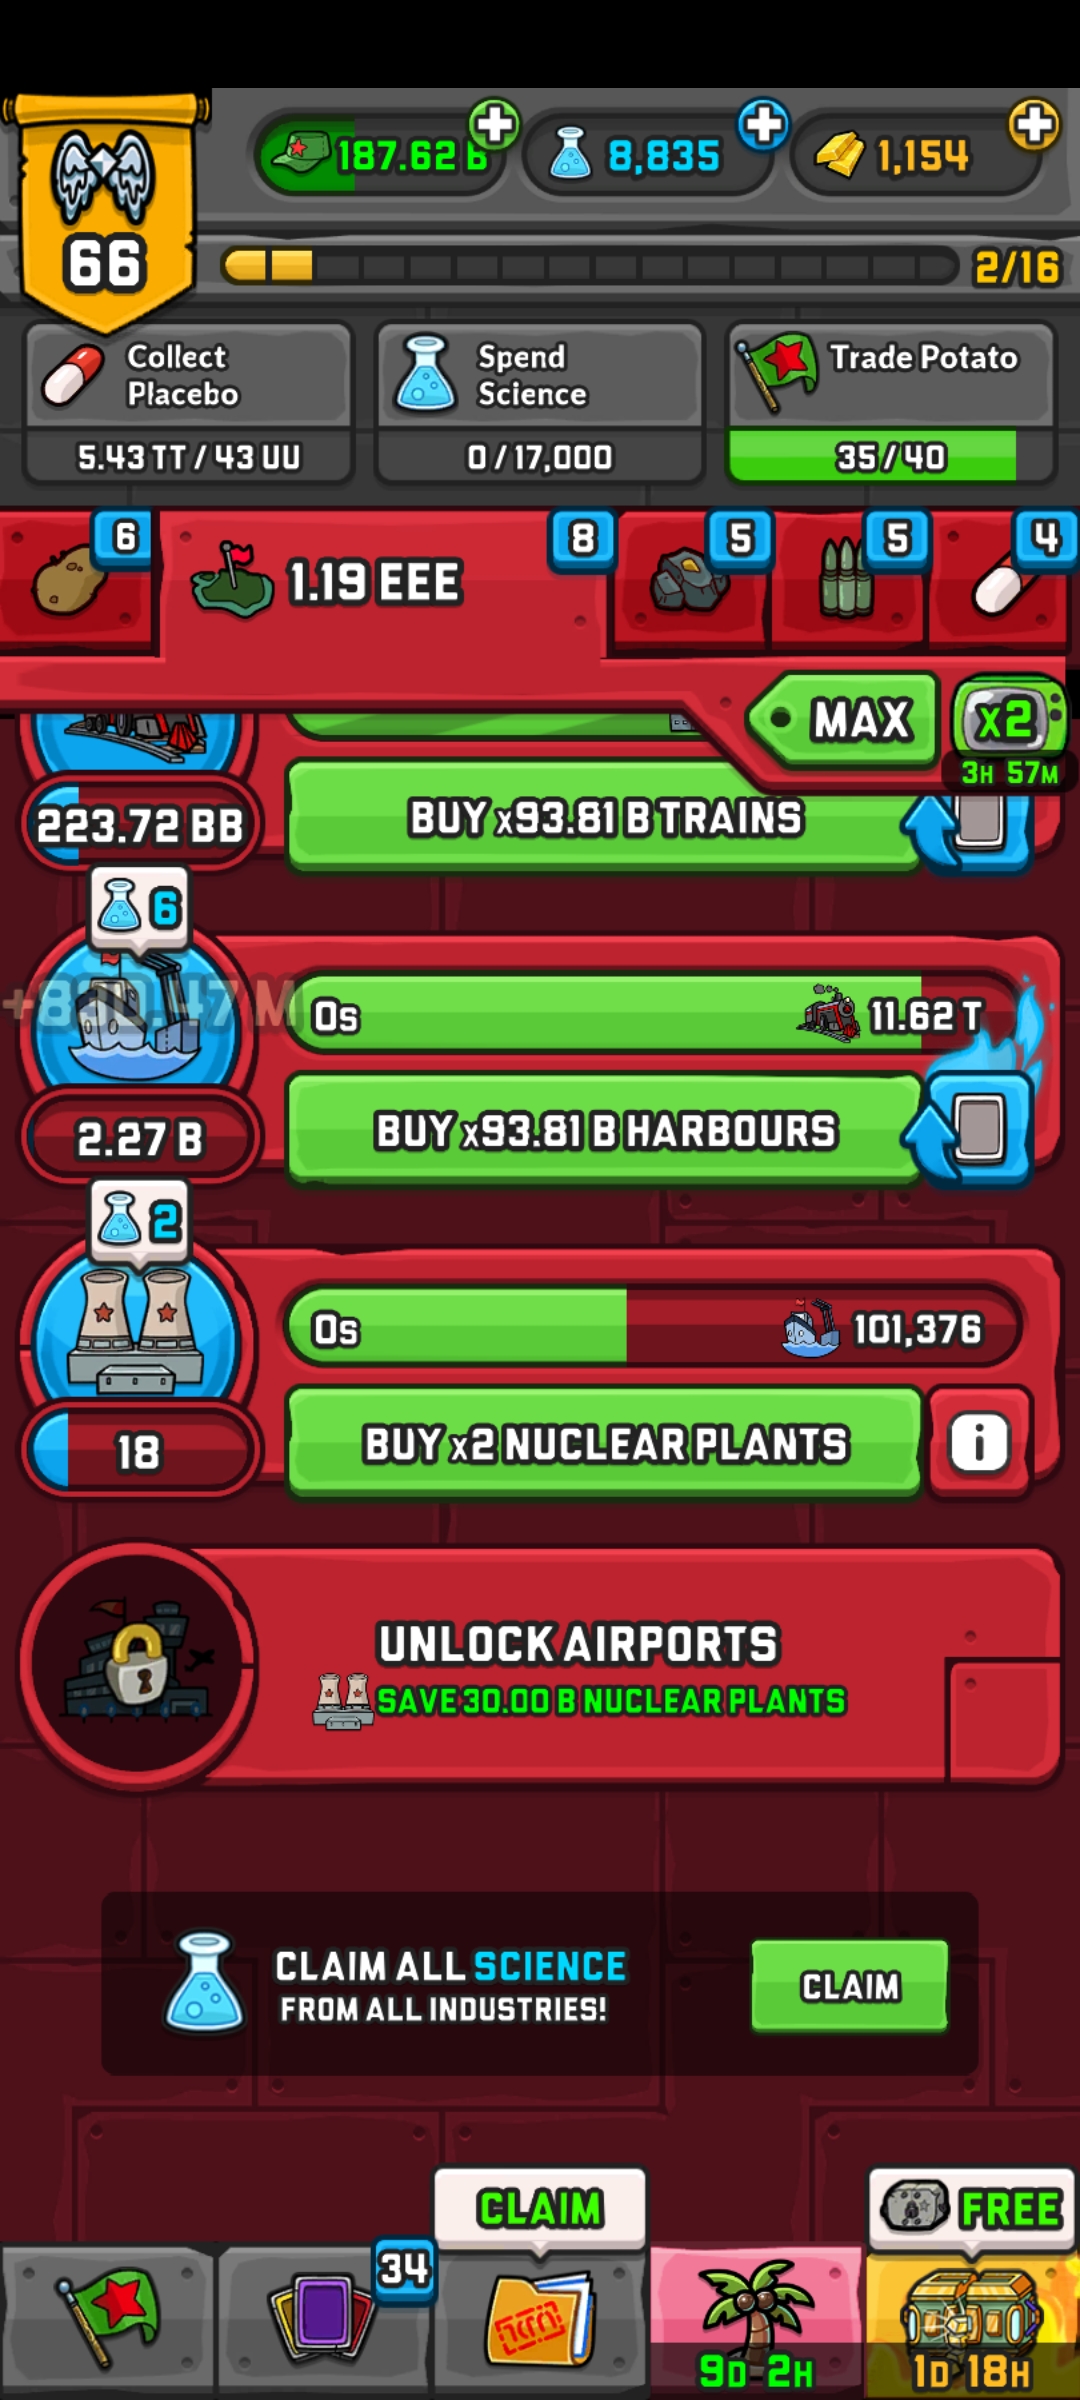 187.62 B
8,835
1,154
66
2/16
Collect
Placebo
5.43 TT / 43 UU
Spend
Science
0 / 17,000
Trade Potato
35 / 40
6
1.19 EEE
8
5
5
4
MAX
x2
3H 57M
223.72 BB
BUY x93.81 B TRAINS
6
0s
11.62 T
2.27 B
BUY x93.81 B HARBOURS
2
0s
101,376
18
BUY x2 NUCLEAR PLANTS
i
UNLOCK AIRPORTS
SAVE 30.00 B NUCLEAR PLANTS
CLAIM ALL SCIENCE
FROM ALL INDUSTRIES!
CLAIM
CLAIM
FREE
34
9D 2H
1D 18H